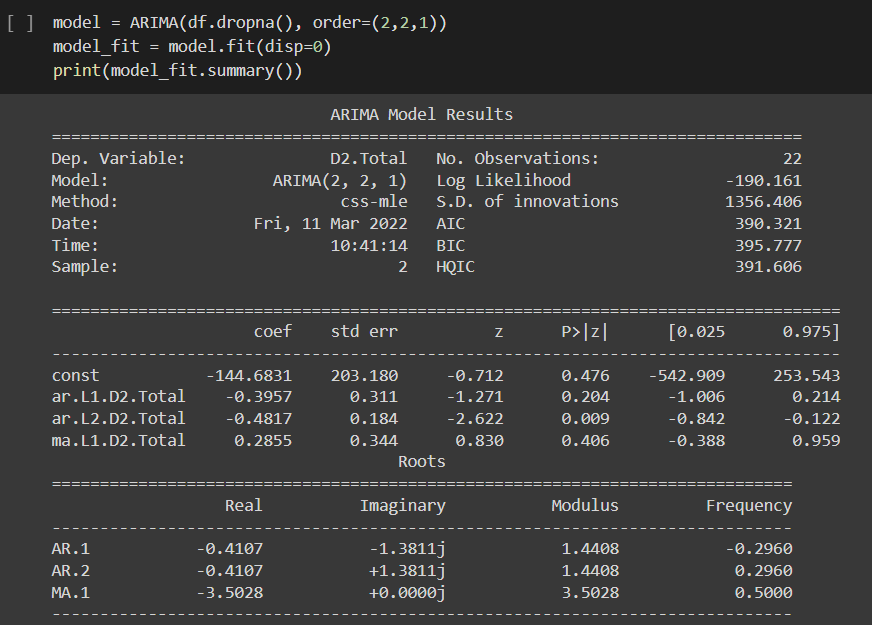 [ ] model = ARIMA(df.dropna(), order=(2,2,1))
model_fit = model.fit(disp=0)
print(model_fit.summary())
ARIMA Model Results
==============================================================================
Dep. Variable: D2.Total No. Observations: 22
Model: ARIMA(2, 2, 1) Log Likelihood -190.161
Method: css-mle S.D. of innovations 1356.406
Date: Fri, 11 Mar 2022 AIC 390.321
Time: 10:41:14 BIC 395.777
Sample: 2 HQIC 391.606
==================================================================================
coef std err z P>|z| [0.025 0.975]
----------------------------------------------------------------------------------
const -144.6831 203.180 -0.712 0.476 -542.909 253.543
ar.L1.D2.Total -0.3957 0.311 -1.271 0.204 -1.006 0.214
ar.L2.D2.Total -0.4817 0.184 -2.622 0.009 -0.842 -0.122
ma.L1.D2.Total 0.2855 0.344 0.830 0.406 -0.388 0.959
Roots
=============================================================================
Real Imaginary Modulus Frequency
-----------------------------------------------------------------------------
AR.1 -0.4107 -1.3811j 1.4408 -0.2960
AR.2 -0.4107 +1.3811j 1.4408 0.2960
MA.1 -3.5028 +0.0000j 3.5028 0.5000
-----------------------------------------------------------------------------